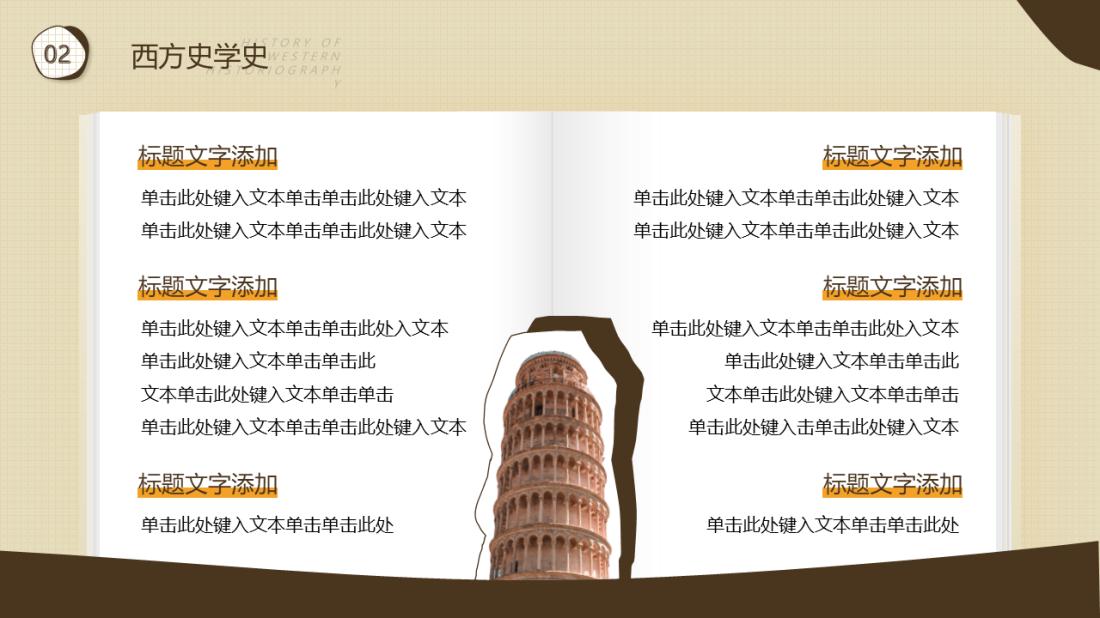 02
西方史学史
HISTORY OF
WESTERN
HISTORIOGRAPH
Y
标题文字添加
单击此处键入文本单击单击此处键入文本
单击此处键入文本单击单击此处键入文本
标题文字添加
单击此处键入文本单击单击此处入文本
单击此处键入文本单击单击此
文本单击此处键入文本单击单击
单击此处键入文本单击单击此处键入文本
标题文字添加
单击此处键入文本单击单击此处
标题文字添加
单击此处键入文本单击单击此处键入文本
单击此处键入文本单击单击此处键入文本
标题文字添加
单击此处键入文本单击单击此处入文本
单击此处键入文本单击单击此
文本单击此处键入文本单击单击
单击此处键入击单击此处键入文本
标题文字添加
单击此处键入文本单击单击此处